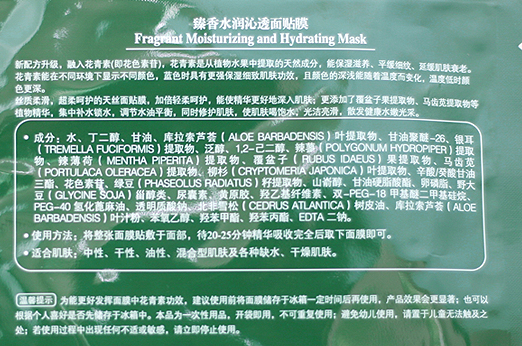 臻香水润沁透面贴膜
Fragrant Moisturizing and Hydrating Mask
新配方升级，融入花青素(即花色素苷)，花青素是从植物水果中提取的天然成分，能保湿滋养、平缓细纹、延缓肌肤衰老。
花青素能在不同环境下显示不同颜色，蓝色时具有更强保湿细致肌肤功效，且颜色的深浅能随着温度而变化，温度低时颜
色更深。
丝质柔滑，超柔呵护的天丝面贴膜，加倍轻柔呵护，能使精华更好地深入肌肤；更添加了覆盆子果提取物、马齿苋提取物等
植物精华，集中补水锁水，调节水油平衡，同时修护肌肤，使肌肤喝饱水；光洁亮滑，散发健康水嫩光采。
• 成分：水、丁二醇、甘油、库拉索芦荟（ALOE BARBADENSIS）叶提取物、甘油聚醚-26、银耳
（TREMELLA FUCIFORMIS）提取物、泛醇、1,2-己二醇、辣蓼（POLYGONUM HYDROPIPER）提取
物、辣薄荷（MENTHA PIPERITA）提取物、覆盆子（RUBUS IDAEUS）果提取物、马齿苋
（PORTULACA OLERACEA）提取物、柳杉（CRYPTOMERIA JAPONICA）叶提取物、辛酸/癸酸甘油
三酯、花青素、绿豆（PHASEOLUS RADIATUS）籽提取物、山嵛醇、甘油硬脂酸酯、卵磷脂、野大
豆（GLYCINE SOJA）甾醇类、尿囊素、黄原胶、羟乙基纤维素、双-PEG-18 甲基醚二甲基硅烷、
PEG-40 氢化蓖麻油、透明质酸钠、北非雪松（CEDRUS ATLANTICA）树皮油、库拉索芦荟（ALOE
BARBADENSIS）叶汁粉、苯氧乙醇、羟苯甲酯、羟苯丙酯、EDTA 二钠。
• 使用方法：将整张面膜贴敷于面部，待20-25分钟精华吸收完全后取下面膜即可。
• 适合肌肤：中性、干性、油性、混合型肌肤及各种缺水、干燥肌肤。
温馨提示 为能更好发挥面膜中花青素功效，建议使用前将面膜储存于冰箱一定时间后再使用，产品效果会更显著；也可以
根据个人喜好是否先储存于冰箱中。本品为一次性用品，开袋即用，不可重复使用；避免幼儿使用，请置于儿童无法触及之
处；若使用过程中出现任何不适或敏感，请立即停止使用。